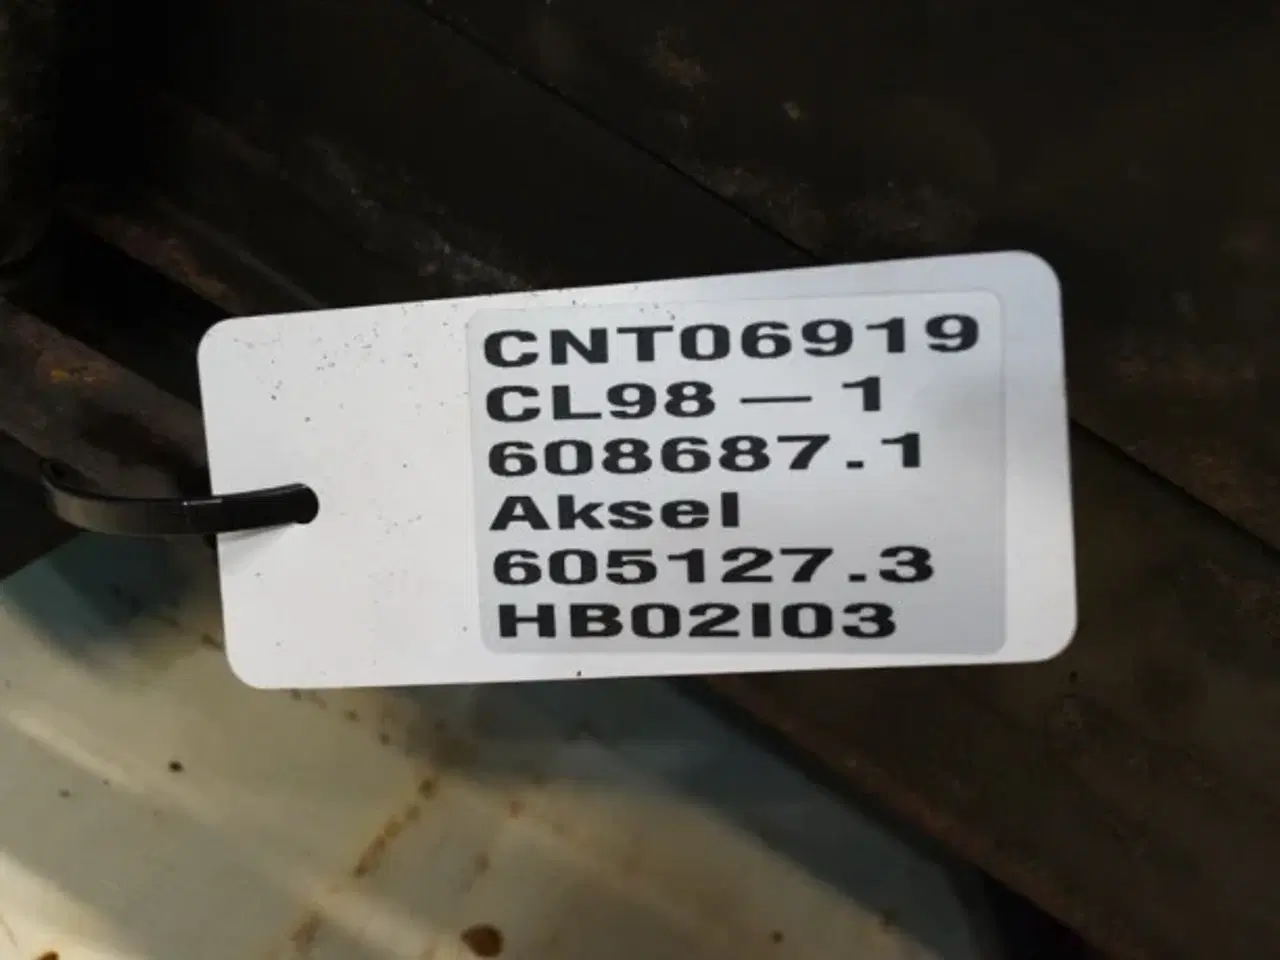 CNT06919
CL98 – 1
608687.1
Aksel
605127.3
HB02I03